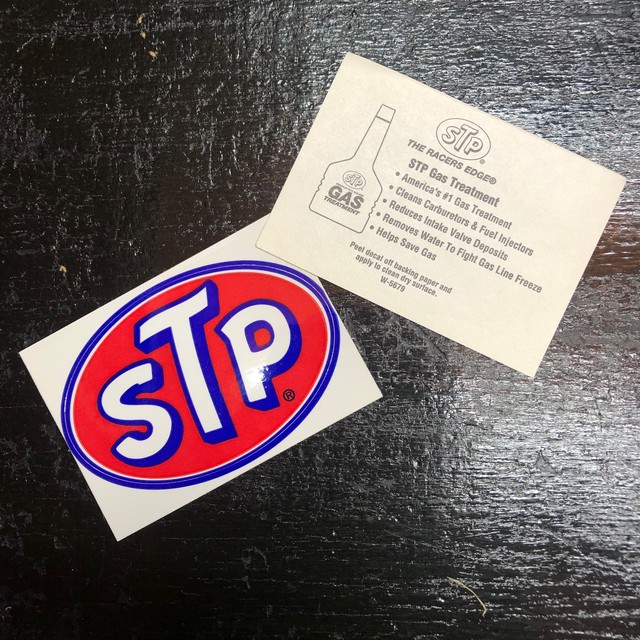 STP®
THE RACERS EDGE®
STP Gas Treatment
• America's #1 Gas Treatment
• Cleans Carburetors & Fuel Injectors
• Reduces Intake Valve Deposits
• Removes Water To Fight Gas Line Freeze
• Helps Save Gas
STP
GAS
TREATMENT
Peel decal off backing paper and
apply to clean dry surface.
W-5679
STP®